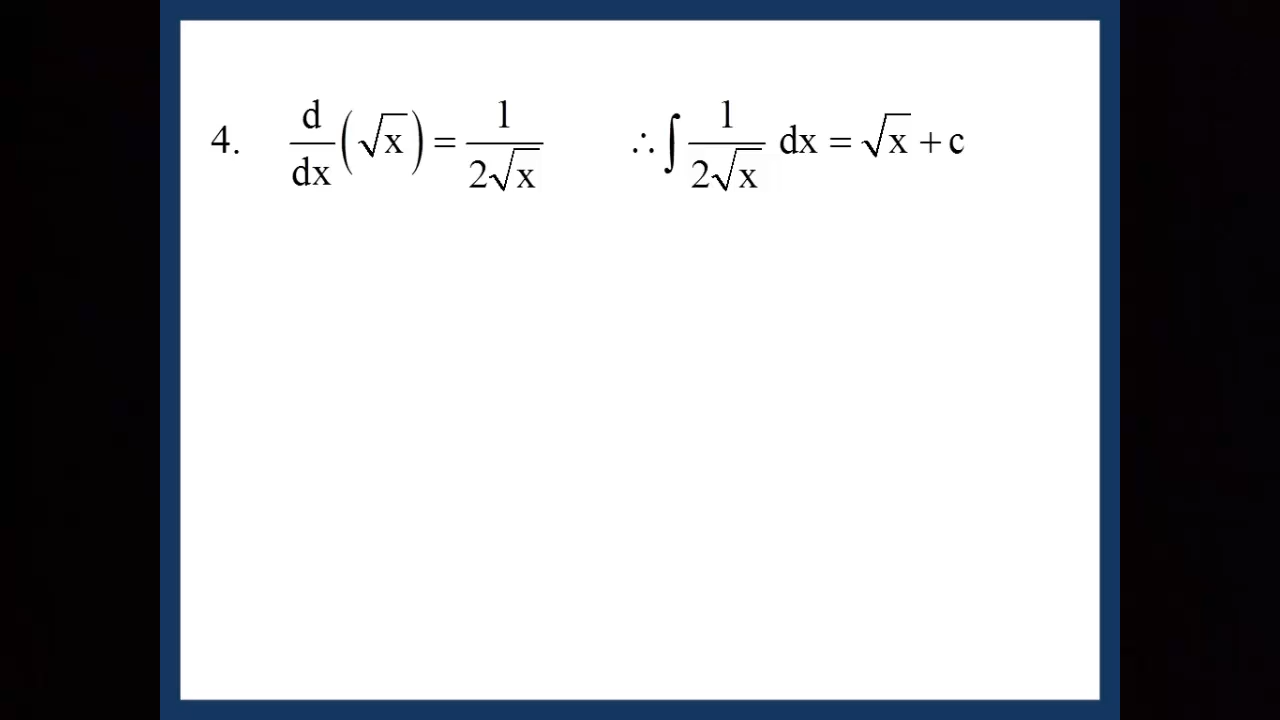 4. d/dx (√x) = 1/(2√x) ∴ ∫ 1/(2√x) dx = √x + c